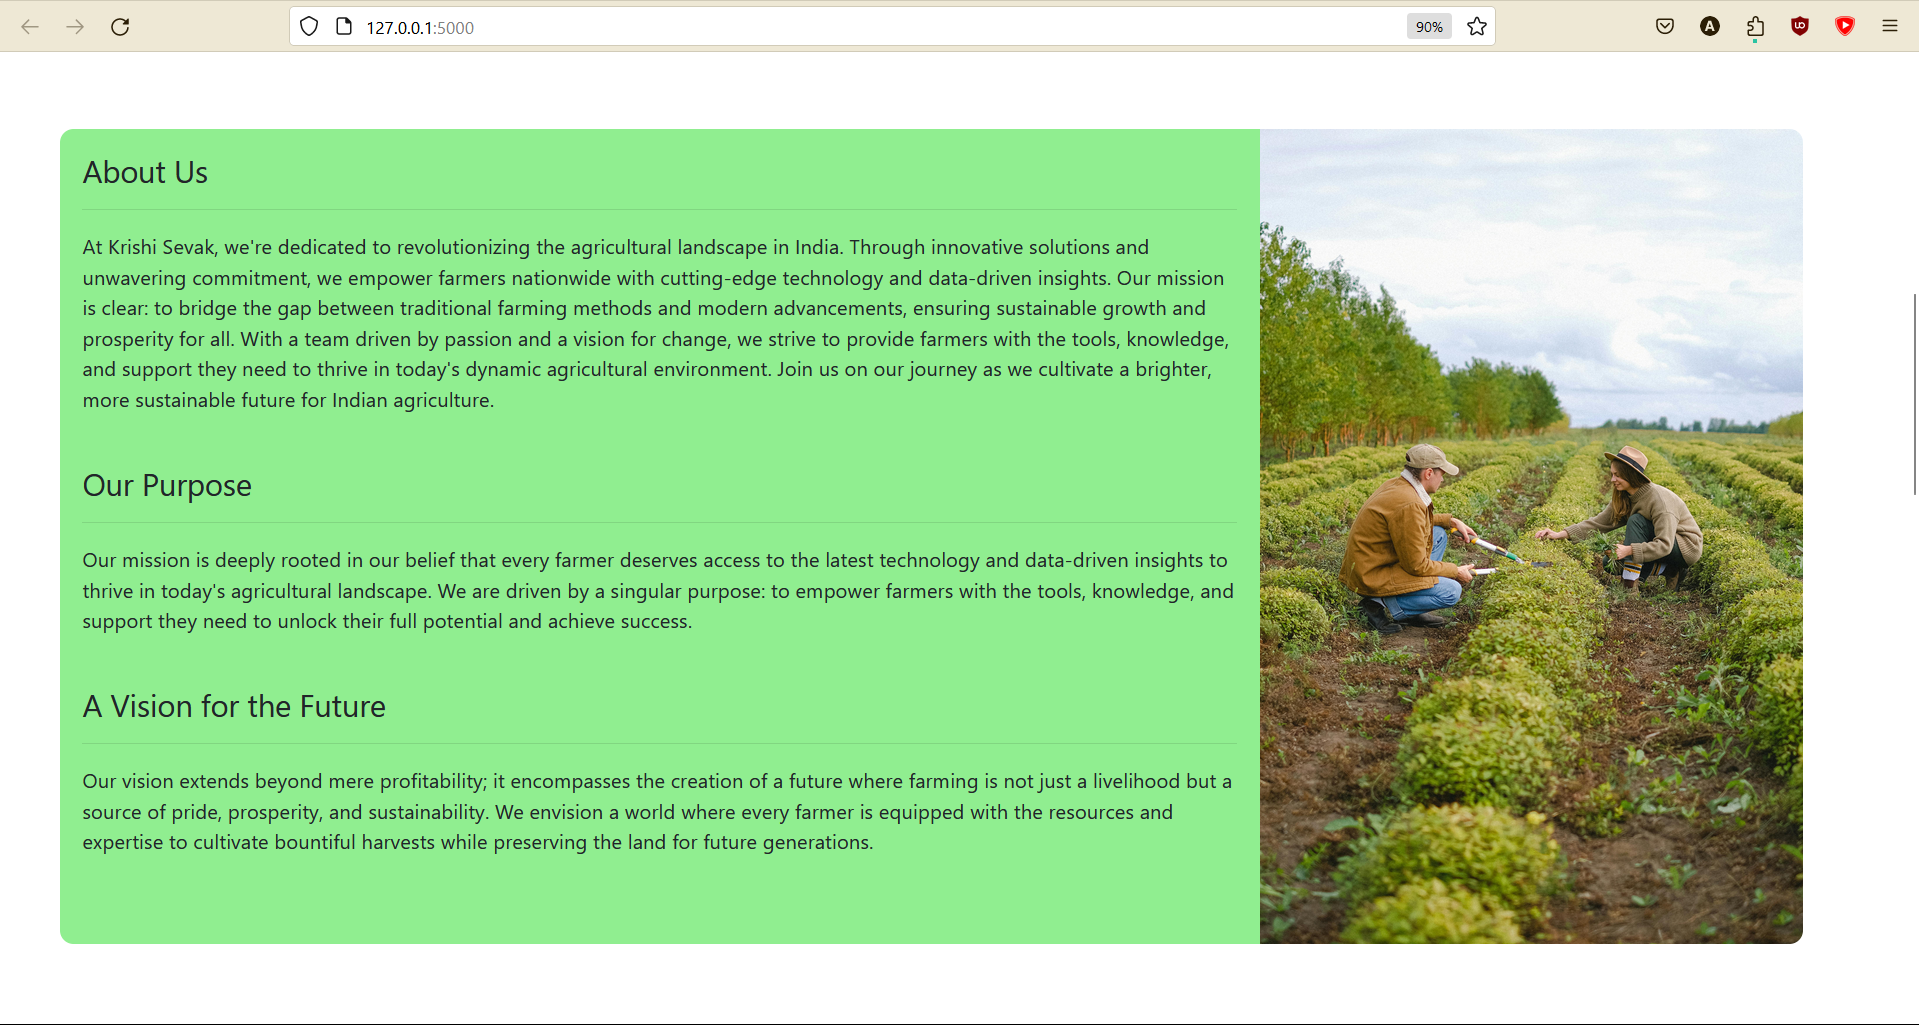 127.0.0.1:5000
90%
About Us
At Krishi Sevak, we're dedicated to revolutionizing the agricultural landscape in India. Through innovative solutions and
unwavering commitment, we empower farmers nationwide with cutting-edge technology and data-driven insights. Our mission
is clear: to bridge the gap between traditional farming methods and modern advancements, ensuring sustainable growth and
prosperity for all. With a team driven by passion and a vision for change, we strive to provide farmers with the tools, knowledge,
and support they need to thrive in today's dynamic agricultural environment. Join us on our journey as we cultivate a brighter,
more sustainable future for Indian agriculture.
Our Purpose
Our mission is deeply rooted in our belief that every farmer deserves access to the latest technology and data-driven insights to
thrive in today's agricultural landscape. We are driven by a singular purpose: to empower farmers with the tools, knowledge, and
support they need to unlock their full potential and achieve success.
A Vision for the Future
Our vision extends beyond mere profitability; it encompasses the creation of a future where farming is not just a livelihood but a
source of pride, prosperity, and sustainability. We envision a world where every farmer is equipped with the resources and
expertise to cultivate bountiful harvests while preserving the land for future generations.